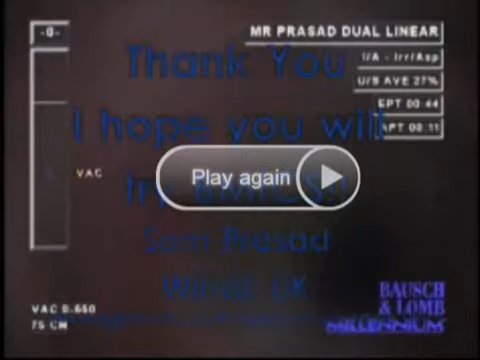 -0-
MR PRASAD DUAL LINEAR
I/A - Irr/Asp
U/S AVE 27%
EPT 00:44
APT 00:11
Thank You
I hope you will
try
VAC
Play again
Sam Prasad
Wirral, UK
VAC 0.550
75 CM
BAUSCH
& LOMB
MILLENNIUM